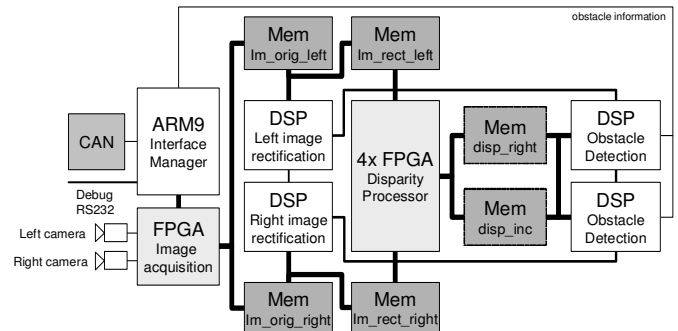 obstacle information
Mem
Im_orig_left
Mem
Im_rect_left
CAN
ARM9
Interface
Manager
DSP
Left image
rectification
4x FPGA
Disparity
Processor
Mem
disp_right
DSP
Obstacle
Detection
Debug
RS232
DSP
Right image
rectification
Mem
disp_inc
DSP
Obstacle
Detection
Left camera
Right camera
FPGA
Image
acquisition
Mem
Im_orig_right
Mem
Im_rect_right